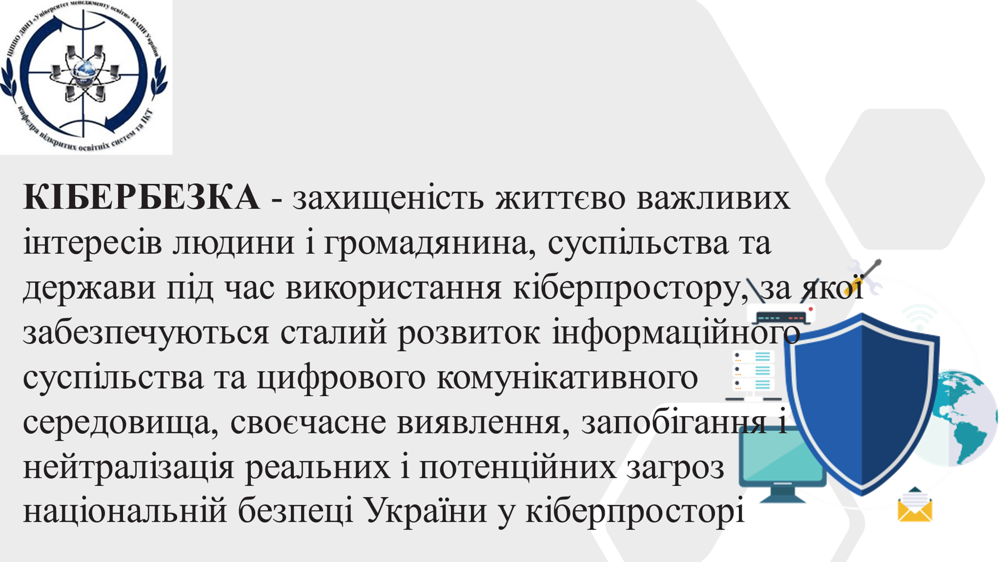 ЦІППО ДВНЗ «Університет менеджменту освіти» НАПН України
кафедра відкритих освітніх систем та ІКТ
КІБЕРБЕЗКА - захищеність життєво важливих
інтересів людини і громадянина, суспільства та
держави під час використання кіберпростору, за якої
забезпечуються сталий розвиток інформаційного
суспільства та цифрового комунікативного
середовища, своєчасне виявлення, запобігання і
нейтралізація реальних і потенційних загроз
національній безпеці України у кіберпросторі